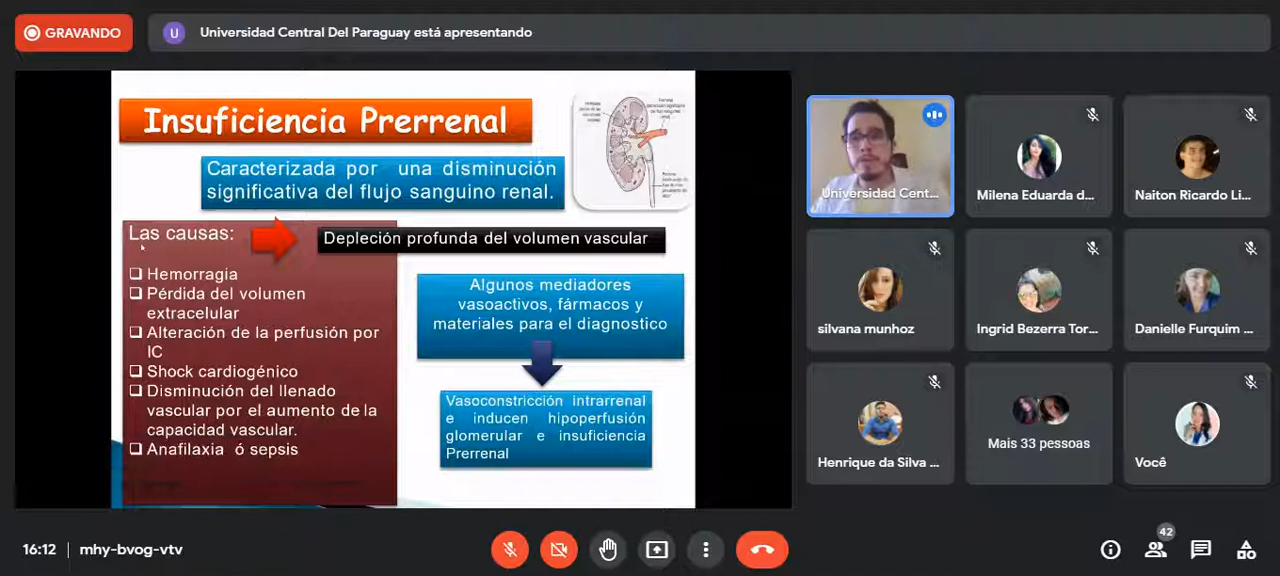 GRAVANDO
U
Universidad Central Del Paraguay está apresentando
Insuficiencia Prerrenal
Caracterizada por una disminución
significativa del flujo sanguino renal.
Las causas:
Depleción profunda del volumen vascular
Hemorragia
Pérdida del volumen
extracelular
Alteración de la perfusión por
IC
Shock cardiogénico
Disminución del llenado
vascular por el aumento de la
capacidad vascular.
Anafilaxia ó sepsis
Algunos mediadores
vasoactivos, fármacos y
materiales para el diagnostico
Vasoconstricción intrarrenal
e inducen hipoperfusión
glomerular e insuficiencia
Prerrenal
Universidad Cent...
Milena Eduarda d...
Naiton Ricardo Li...
silvana munhoz
Ingrid Bezerra Tor...
Danielle Furquim ...
Henrique da Silva ...
Mais 33 pessoas
Você
16:12 | mhy-bvog-vtv
42